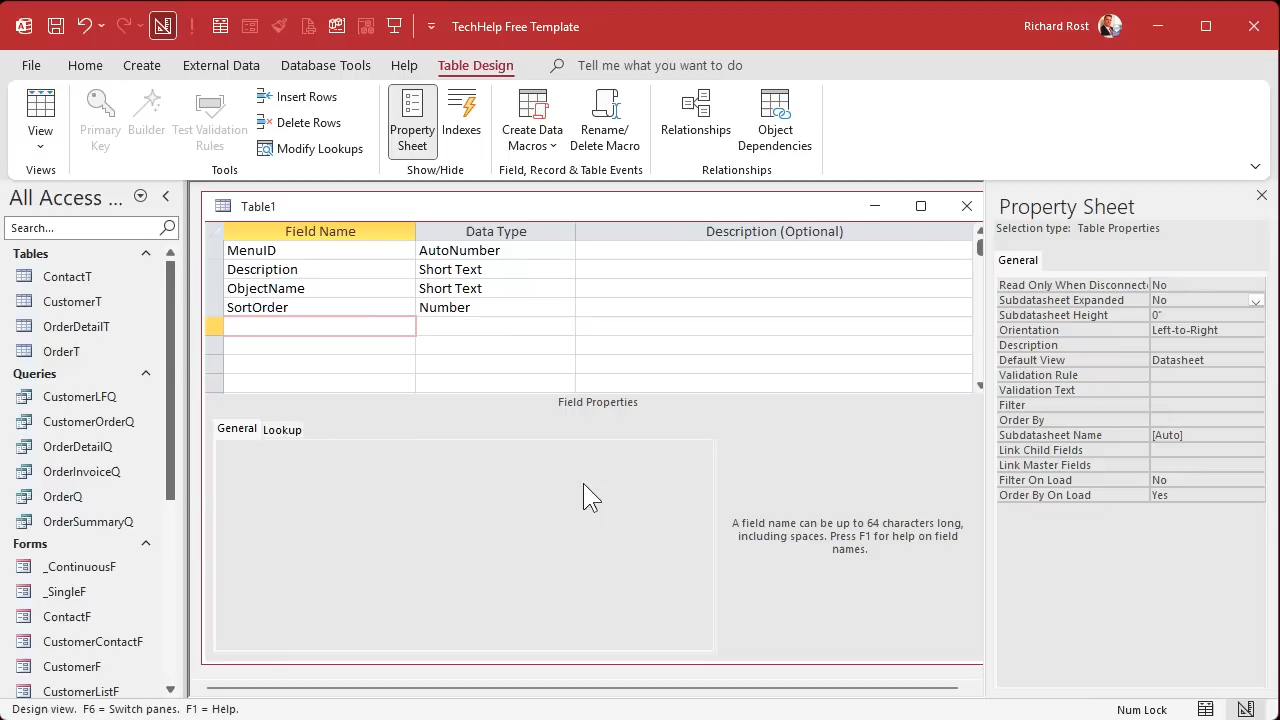 TechHelp Free Template
Richard Rost
File Home Create External Data Database Tools Help Table Design Tell me what you want to do
View
Primary Key
Builder
Test Validation Rules
Insert Rows
Delete Rows
Modify Lookups
Property Sheet
Indexes
Create Data Macros
Rename/ Delete Macro
Relationships
Object Dependencies
Views
Tools
Show/Hide
Field, Record & Table Events
Relationships
All Access ...
Search...
Tables
ContactT
CustomerT
OrderDetailT
OrderT
Queries
CustomerLFQ
CustomerOrderQ
OrderDetailQ
OrderInvoiceQ
OrderQ
OrderSummaryQ
Forms
_ContinuousF
_SingleF
ContactF
CustomerContactF
CustomerF
CustomerListF
Table1
Field Name Data Type Description (Optional)
MenuID AutoNumber
Description Short Text
ObjectName Short Text
SortOrder Number
Field Properties
General Lookup
A field name can be up to 64 characters long,
including spaces. Press F1 for help on field
names.
Property Sheet
Selection type: Table Properties
General
Read Only When Disconnecte No
Subdatasheet Expanded No
Subdatasheet Height 0"
Orientation Left-to-Right
Description
Default View Datasheet
Validation Rule
Validation Text
Filter
Order By
Subdatasheet Name [Auto]
Link Child Fields
Link Master Fields
Filter On Load No
Order By On Load Yes
Design view. F6 = Switch panes. F1 = Help.
Num Lock